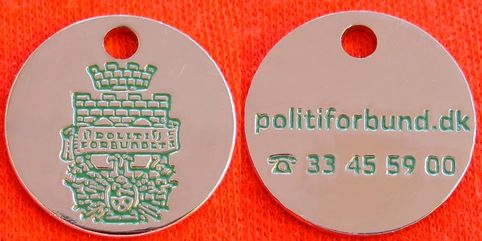 POLITI
FORBUNDET
politiforbund.dk
☎ 33 45 59 00